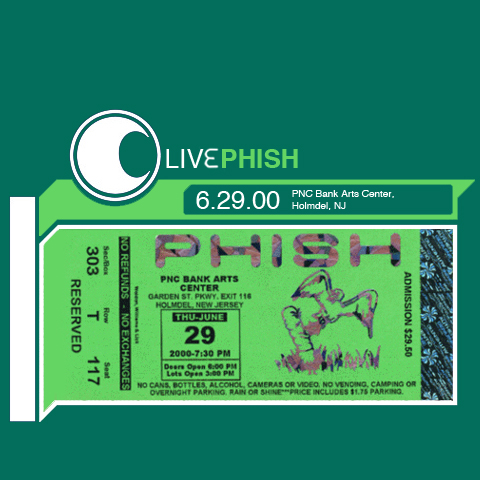 LIVEPHISH
6.29.00
PNC Bank Arts Center,
Holmdel, NJ
PHISH
PNC BANK ARTS
CENTER
GARDEN ST. PKWY. EXIT 116
HOLMDEL, NEW JERSEY
THU-JUNE
29
2000-7:30 PM
Doors Open 6:00 PM
Lots Open 3:00 PM
NO CANS, BOTTLES, ALCOHOL, CAMERAS OR VIDEO. NO VENDING, CAMPING OR
OVERNIGHT PARKING. RAIN OR SHINE***PRICE INCLUDES $1.75 PARKING.
Sec/Box Row Seat
303 T 117
RESERVED
NO REFUNDS - NO EXCHANGES
ADMISSION $29.50